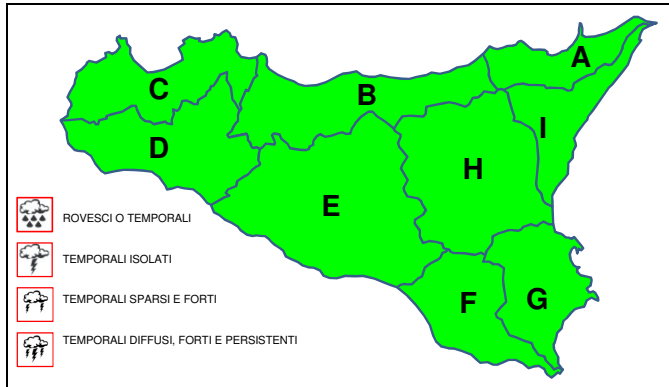 A
C
B
I
D
H
E
ROVESCI O TEMPORALI
TEMPORALI ISOLATI
TEMPORALI SPARSI E FORTI
F
G
TEMPORALI DIFFUSI, FORTI E PERSISTENTI